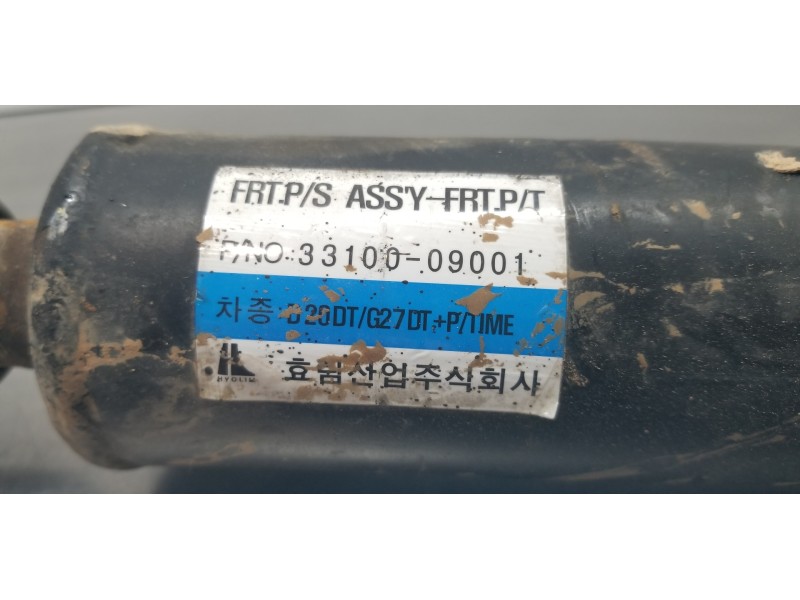 FRT.P/S ASS'Y-FRT.P/T
P/NO. 33100-09001
차종 D20DT/G27DT,+P/TIME
HYOLIM
효림산업주식회사